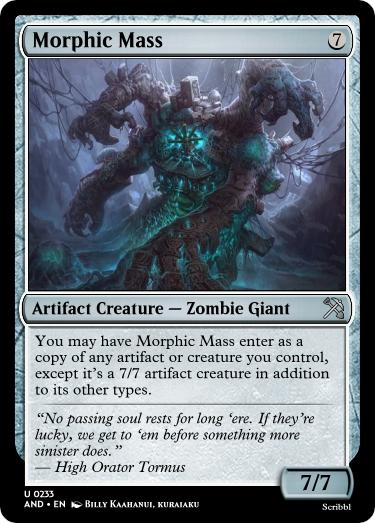 Morphic Mass 7
Artifact Creature — Zombie Giant
You may have Morphic Mass enter as a
copy of any artifact or creature you control,
except it's a 7/7 artifact creature in addition
to its other types.
“No passing soul rests for long ‘ere. If they're
lucky, we get to ‘em before something more
sinister does.”
— High Orator Tormus
7/7
U 0233
AND • EN Billy Kaahanui, kuraiaku
Scribbl